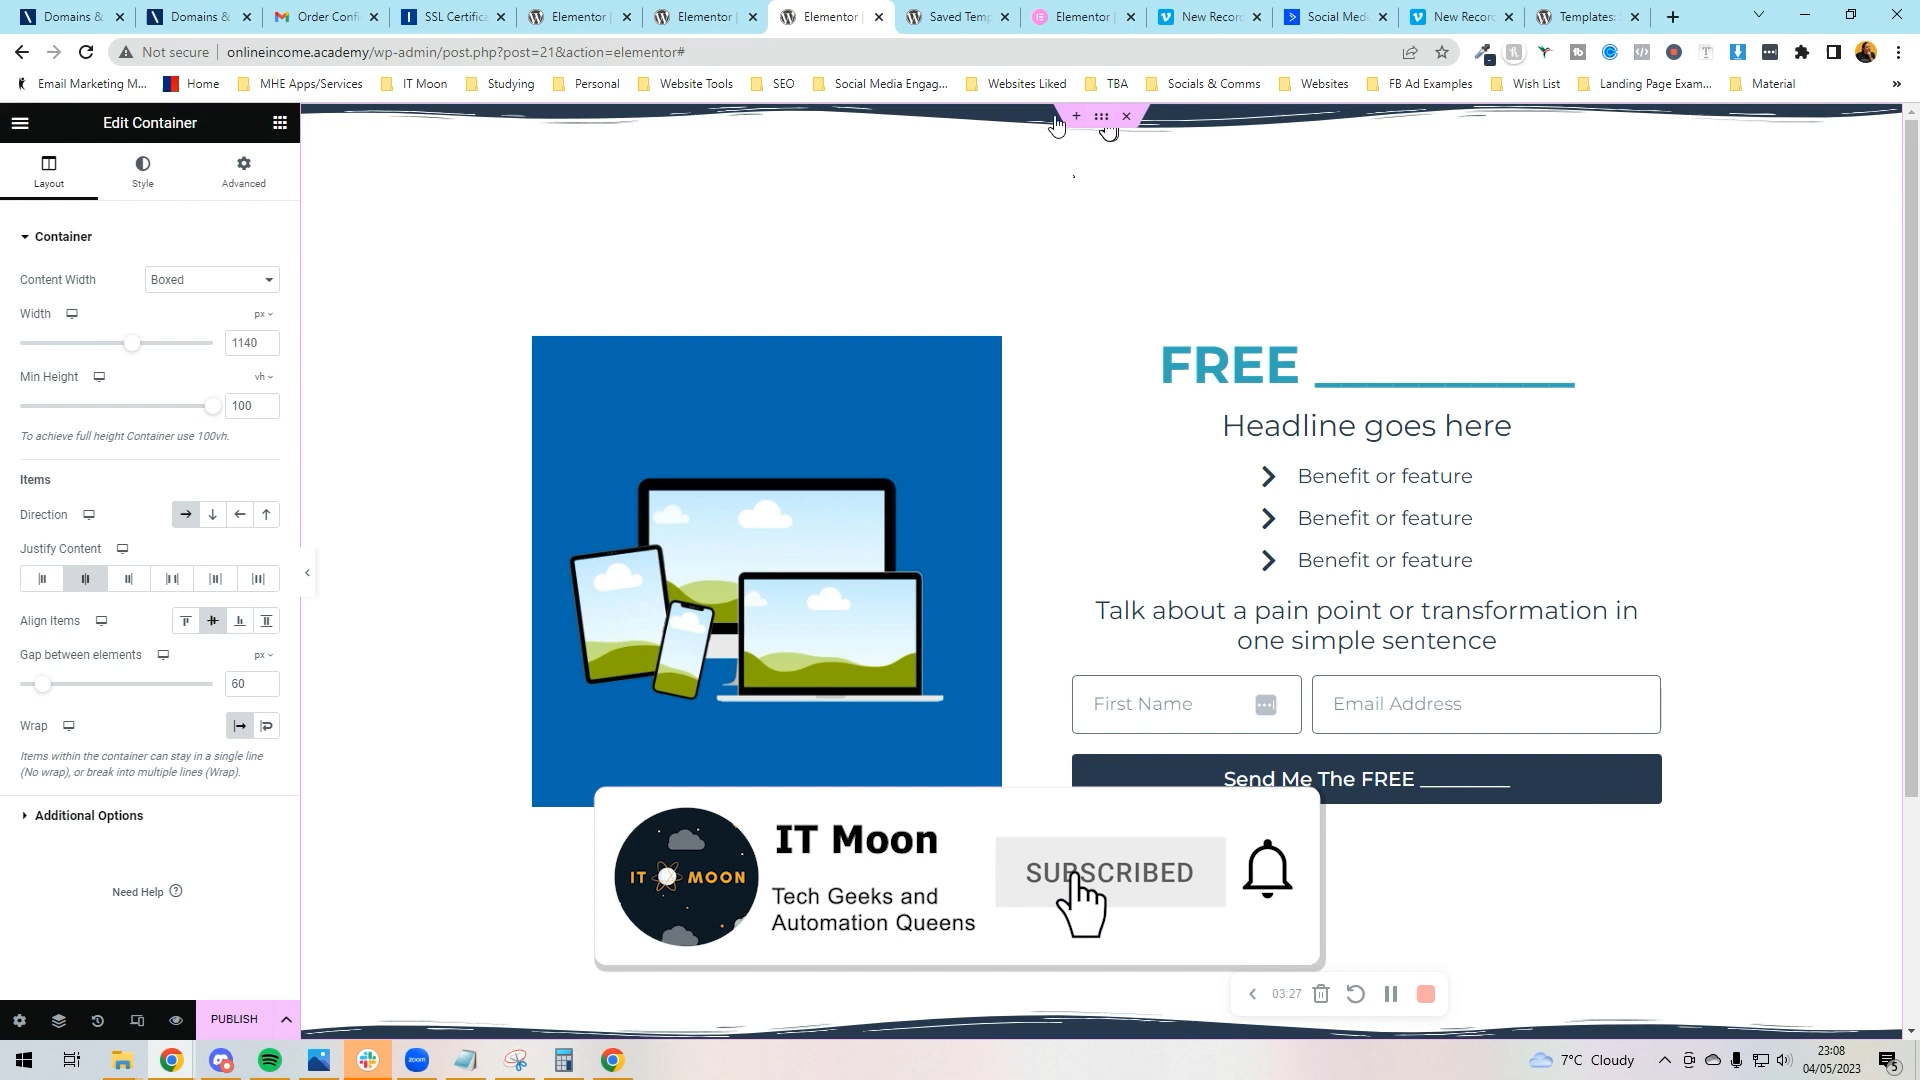 Domains &
Domains &
Order Confi
SSL Certifica
Elementor |
Elementor |
Elementor |
Saved Temp
Elementor |
New Record
Social Medi
New Record
Templates:
Not secure
onlineincome.academy/wp-admin/post.php?post=21&action=elementor#
Email Marketing M...
Home
MHE Apps/Services
IT Moon
Studying
Personal
Website Tools
SEO
Social Media Engag...
Websites Liked
TBA
Socials & Comms
Websites
FB Ad Examples
Wish List
Landing Page Exam...
Material
»
Edit Container
Layout
Style
Advanced
Container
Content Width
Boxed
Width
px
1140
Min Height
vh
100
To achieve full height Container use 100vh.
Items
Direction
Justify Content
Align Items
Gap between elements
px
60
Wrap
Items within the container can stay in a single line
(No wrap), or break into multiple lines (Wrap).
Additional Options
Need Help
PUBLISH
FREE __________
Headline goes here
Benefit or feature
Benefit or feature
Benefit or feature
Talk about a pain point or transformation in
one simple sentence
First Name
Email Address
Send Me The FREE _________
IT MOON
IT Moon
Tech Geeks and
Automation Queens
SUBSCRIBED
03:27
zoom
7°C Cloudy
23:08
04/05/2023
5